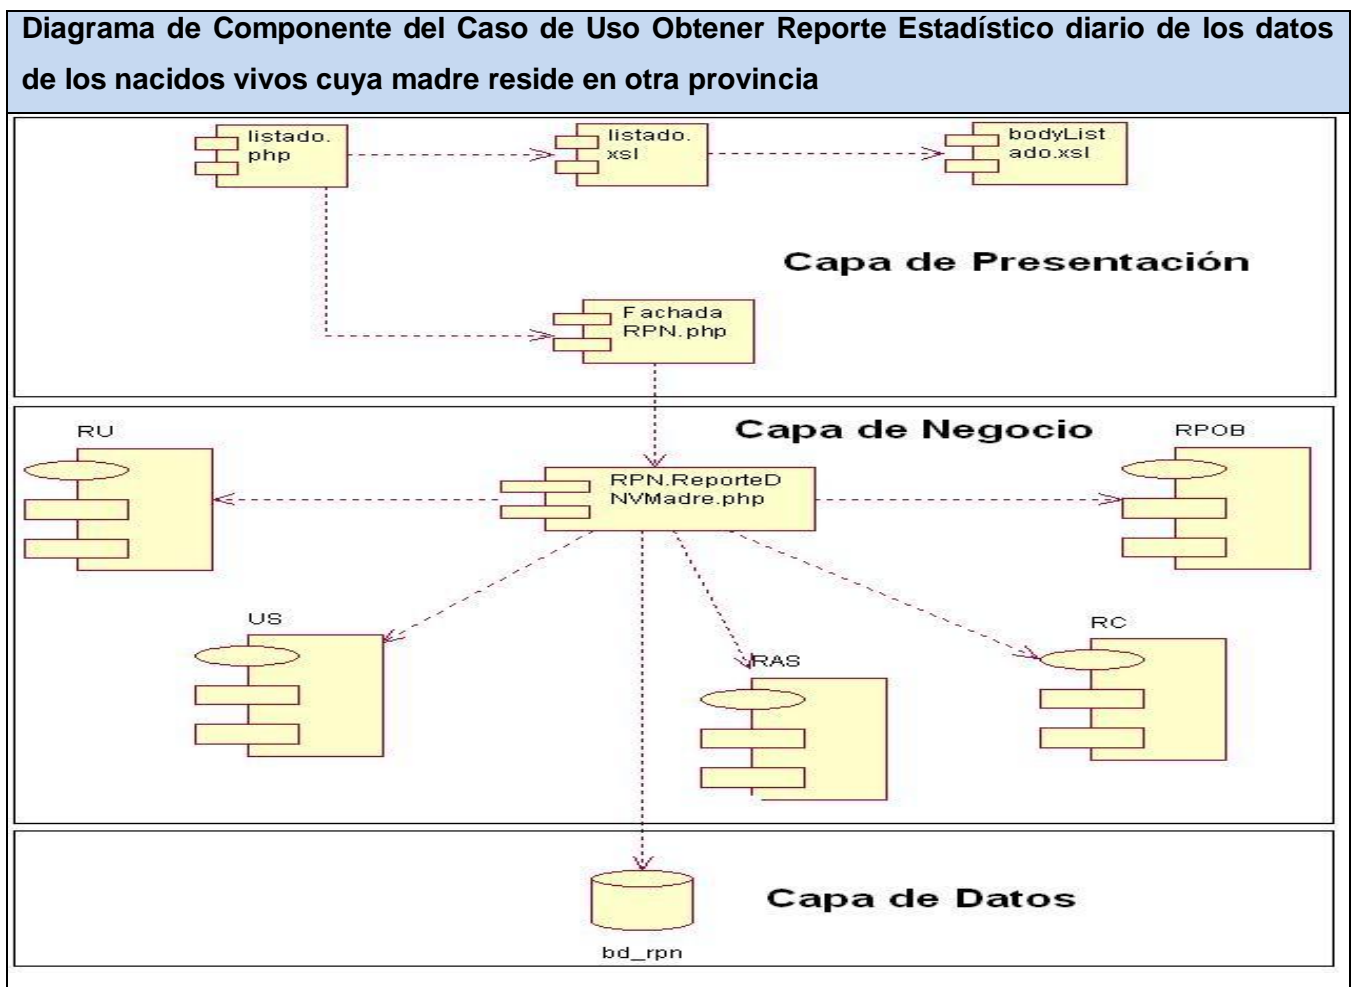 Diagrama de Componente del Caso de Uso Obtener Reporte Estadístico diario de los datos
de los nacidos vivos cuya madre reside en otra provincia
listado.
php
listado.
xsl
bodyList
ado.xsl
Capa de Presentación
Fachada
RPN.php
Capa de Negocio
RU
RPOB
RPN.ReporteD
NVMadre.php
US
RC
RAS
Capa de Datos
bd_rpn